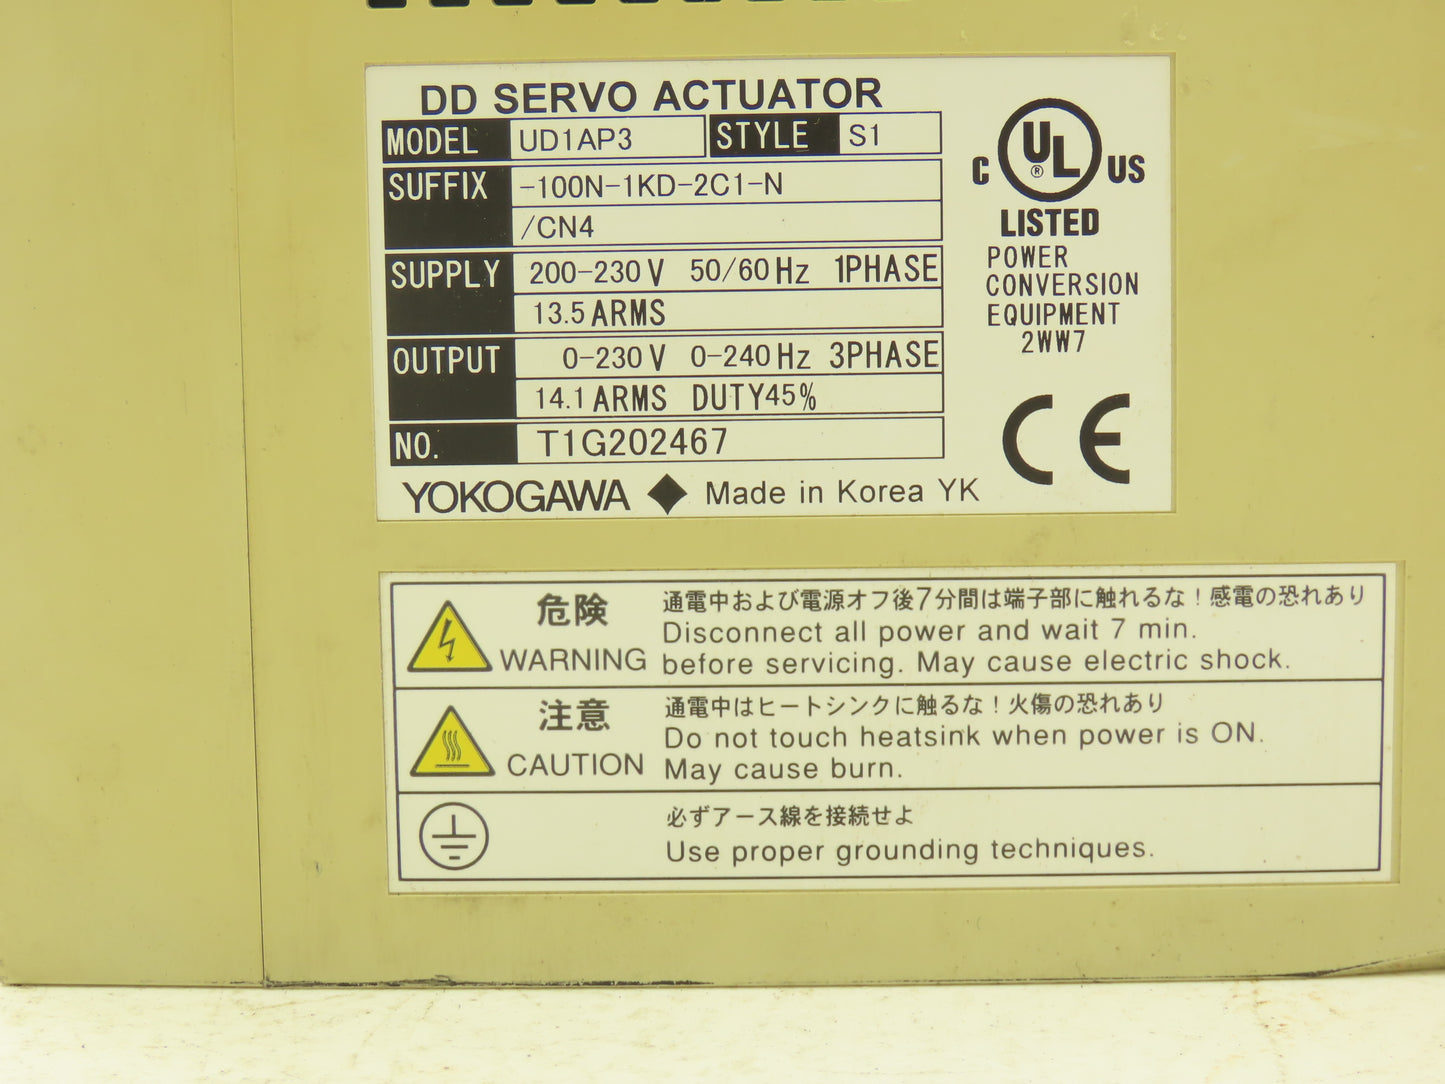 DD SERVO ACTUATOR
MODEL UD1AP3 STYLE S1
SUFFIX -100N-1KD-2C1-N
/CN4
SUPPLY 200-230V 50/60Hz 1PHASE
13.5 ARMS
OUTPUT 0-230V 0-240Hz 3PHASE
14.1 ARMS DUTY45%
NO. T1G202467
YOKOGAWA ◆ Made in Korea YK
C UL ® US
LISTED
POWER
CONVERSION
EQUIPMENT
2WW7
CE
危険
WARNING
通電中および電源オフ後7分間は端子部に触れるな！感電の恐れあり
Disconnect all power and wait 7 min.
before servicing. May cause electric shock.
注意
CAUTION
通電中はヒートシンクに触るな！火傷の恐れあり
Do not touch heatsink when power is ON.
May cause burn.
必ずアース線を接続せよ
Use proper grounding techniques.